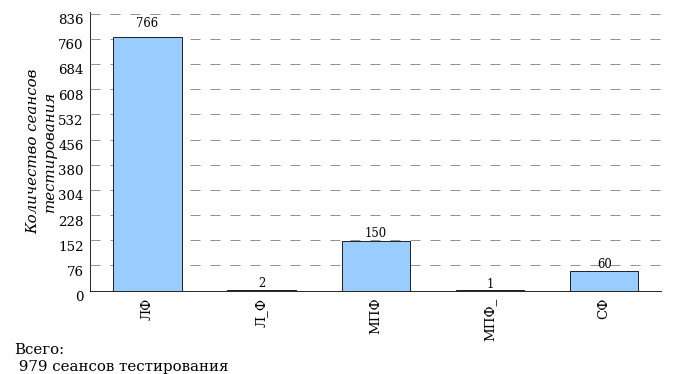 Количество сеансов
тестирования
836
760
684
608
532
456
380
304
228
152
76
0
766
2
150
1
60
ЛФ
Л_Ф
МПФ
МПФ_
СФ
Всего:
979 сеансов тестирования